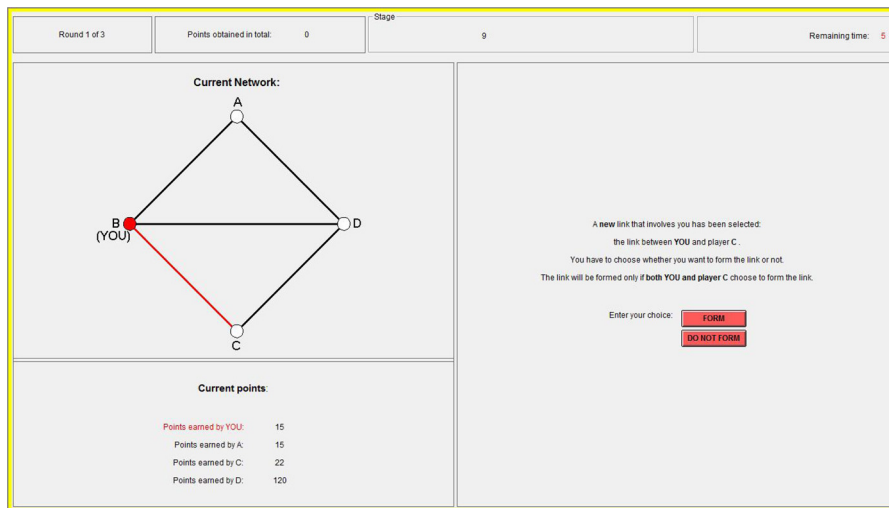 Stage
Round 1 of 3
Points obtained in total: 0
9
Remaining time: 5
Current Network:
A
B
(YOU)
D
C
A new link that involves you has been selected:
the link between YOU and player C .
You have to choose whether you want to form the link or not.
The link will be formed only if both YOU and player C choose to form the link.
Enter your choice:
FORM
DO NOT FORM
Current points:
Points earned by YOU: 15
Points earned by A: 15
Points earned by C: 22
Points earned by D: 120